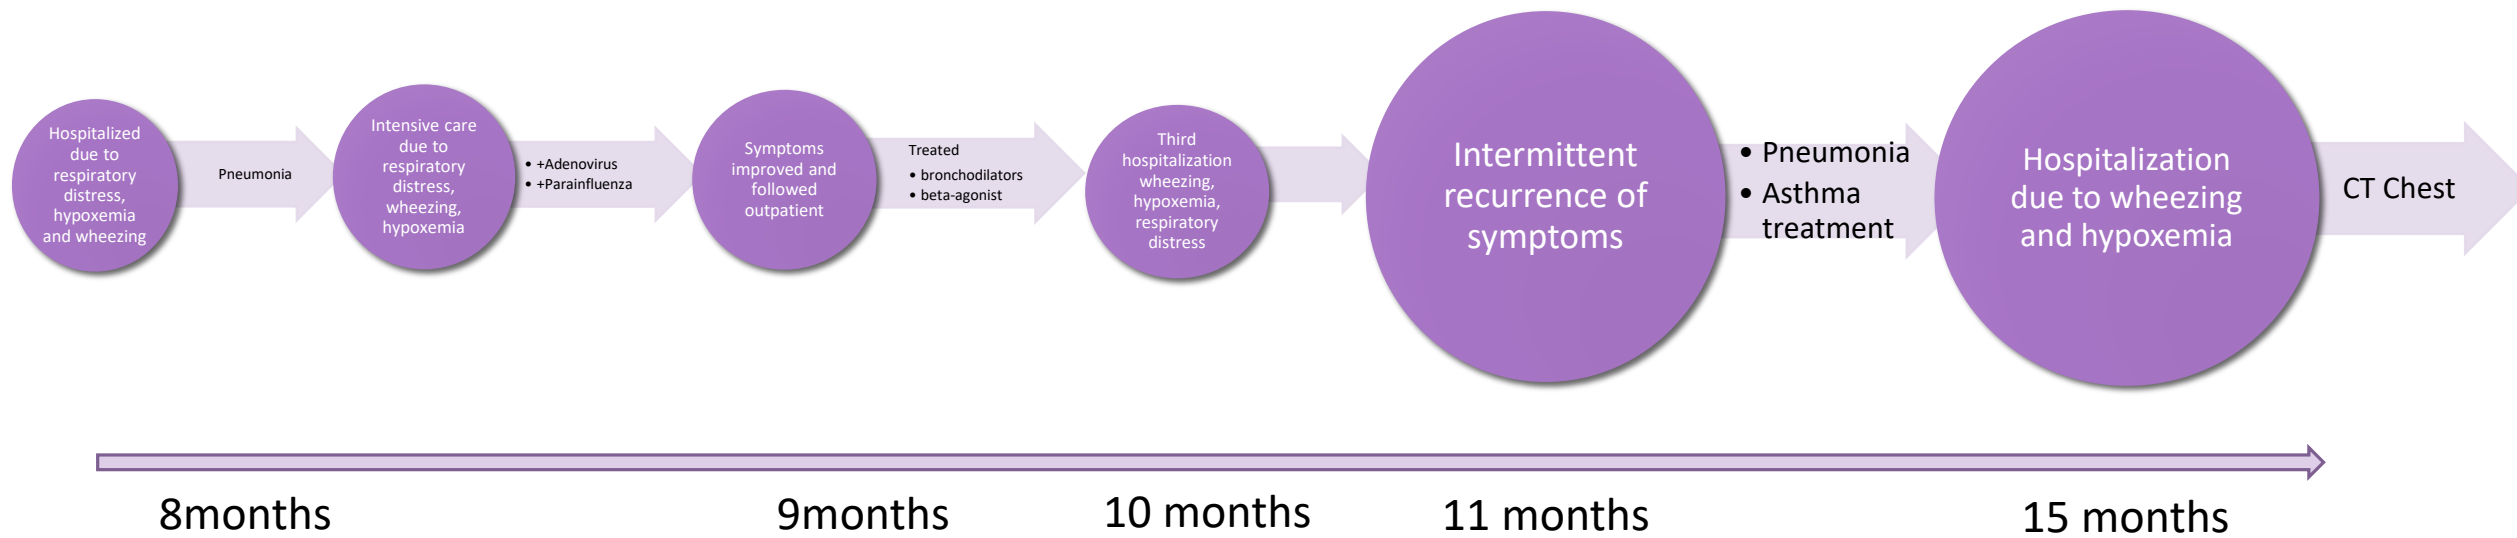 Hospitalized
due to
respiratory
distress,
hypoxemia
and wheezing
Pneumonia
Intensive care
due to
respiratory
distress,
wheezing,
hypoxemia
• +Adenovirus
• +Parainfluenza
Symptoms
improved and
followed
outpatient
Treated
• bronchodilators
• beta-agonist
Third
hospitalization
wheezing,
hypoxemia,
respiratory
distress
Intermittent
recurrence of
symptoms
• Pneumonia
• Asthma
treatment
Hospitalization
due to wheezing
and hypoxemia
CT Chest
8months
9months
10 months
11 months
15 months